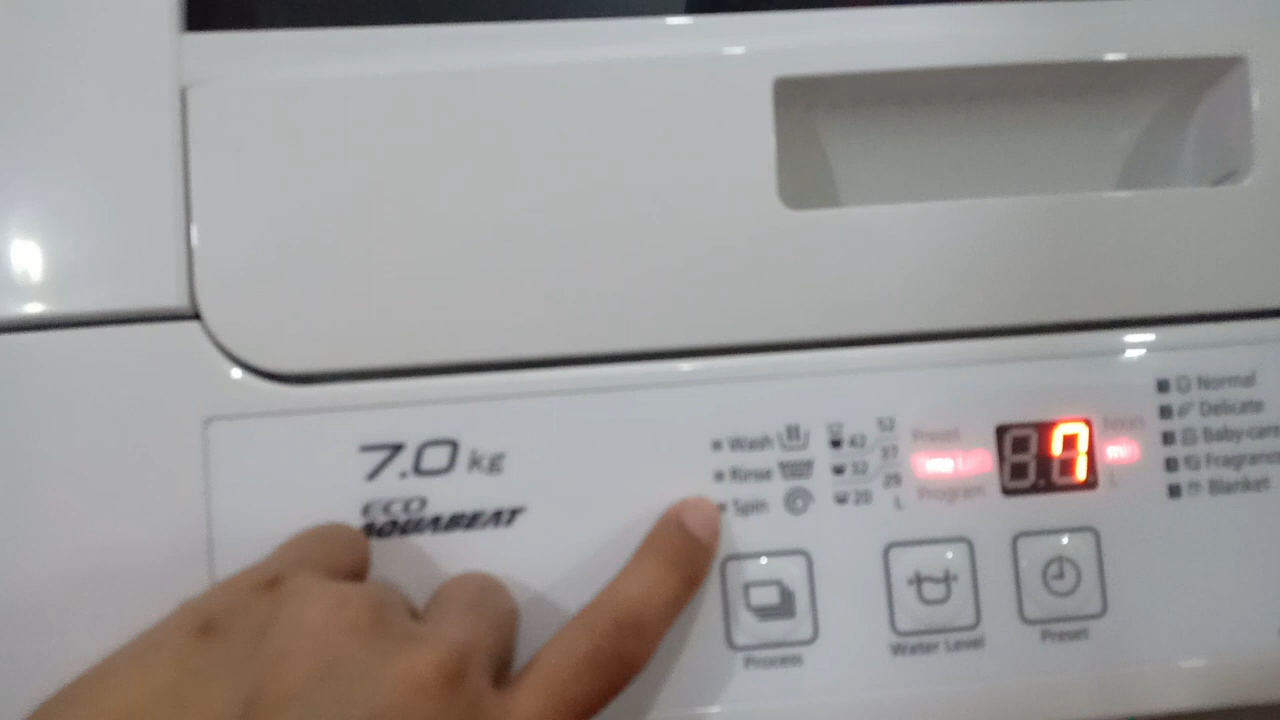 7.0 kg
ECO
AQUABEAT
Wash
Rinse
Spin
42 52
32 37
20 29
L
Preset
Program
7
Hours
min
L
Normal
Delicate
Baby-care
Fragrance
Blanket
Process
Water Level
Preset